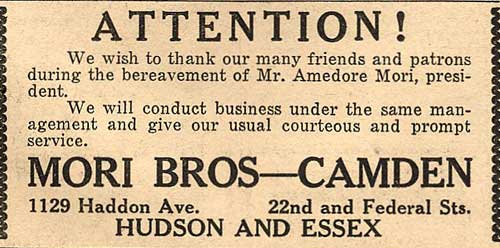 ATTENTION!
We wish to thank our many friends and patrons
during the bereavement of Mr. Amedore Mori, presi-
dent.
We will conduct business under the same man-
agement and give our usual courteous and prompt
service.
MORI BROS—CAMDEN
1129 Haddon Ave. 22nd and Federal Sts.
HUDSON AND ESSEX